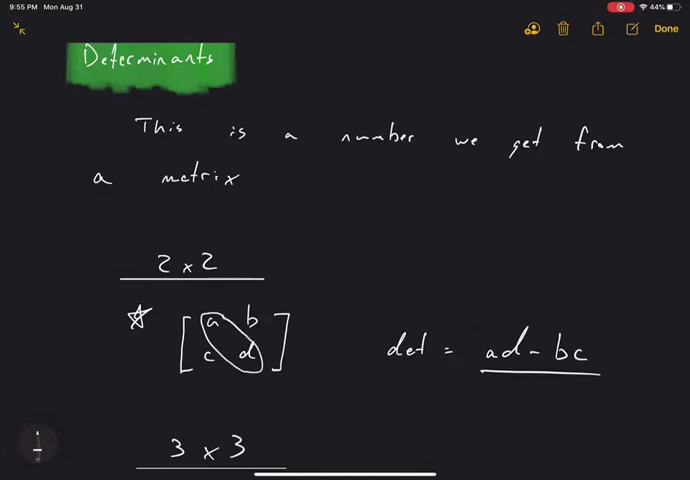 9:55 PM Mon Aug 31 44%
Done
Determinants
This is a number we get from
a matrix
2 x 2
[a b
c d] det = ad - bc
3 x 3